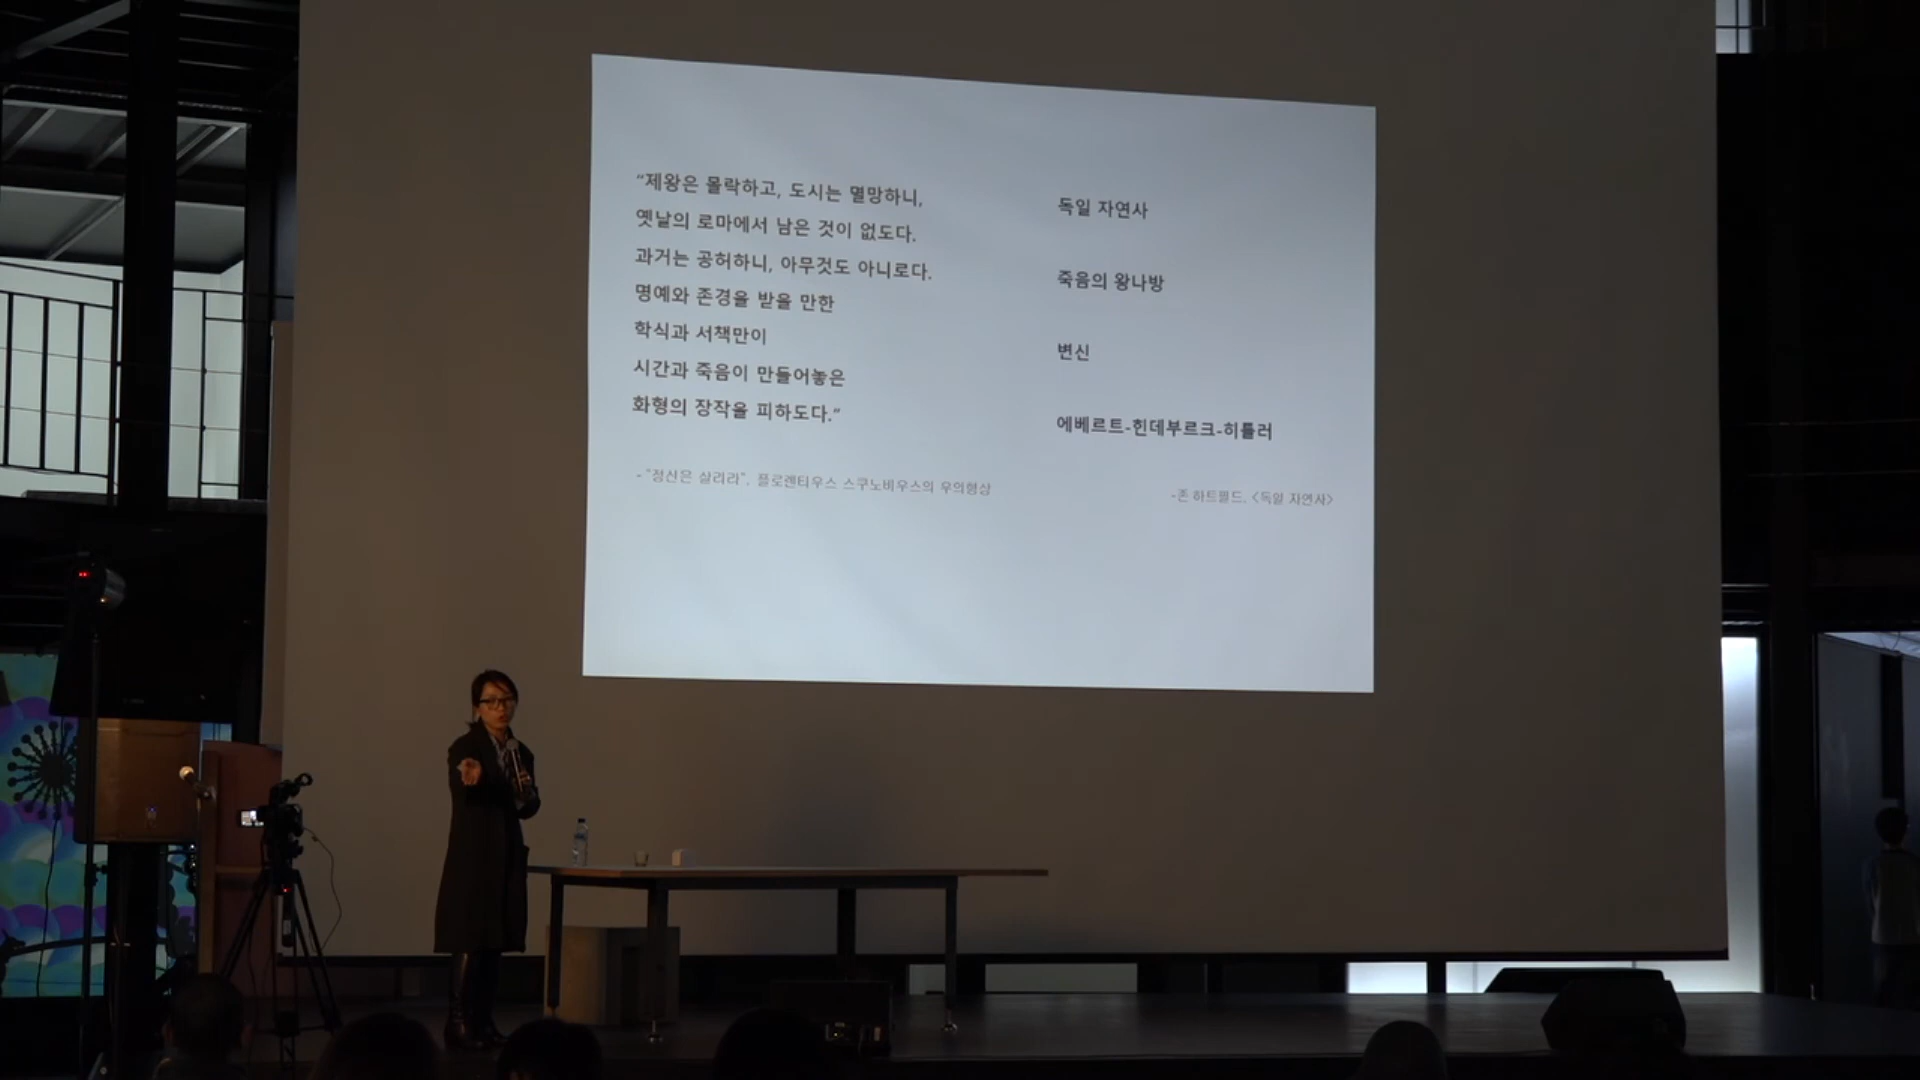 “제왕은 몰락하고, 도시는 멸망하니,
옛날의 로마에서 남은 것이 없도다.
과거는 공허하니, 아무것도 아니로다.
명예와 존경을 받을 만한
학식과 서책만이
시간과 죽음이 만들어놓은
화형의 장작을 피하도다.”
- "정신은 살리라". 플로렌티우스 스쿠노비우스의 우의형상
독일 자연사
죽음의 왕나방
변신
에베르트-힌데부르크-히틀러
-존 하트필드. <독일 자연사>